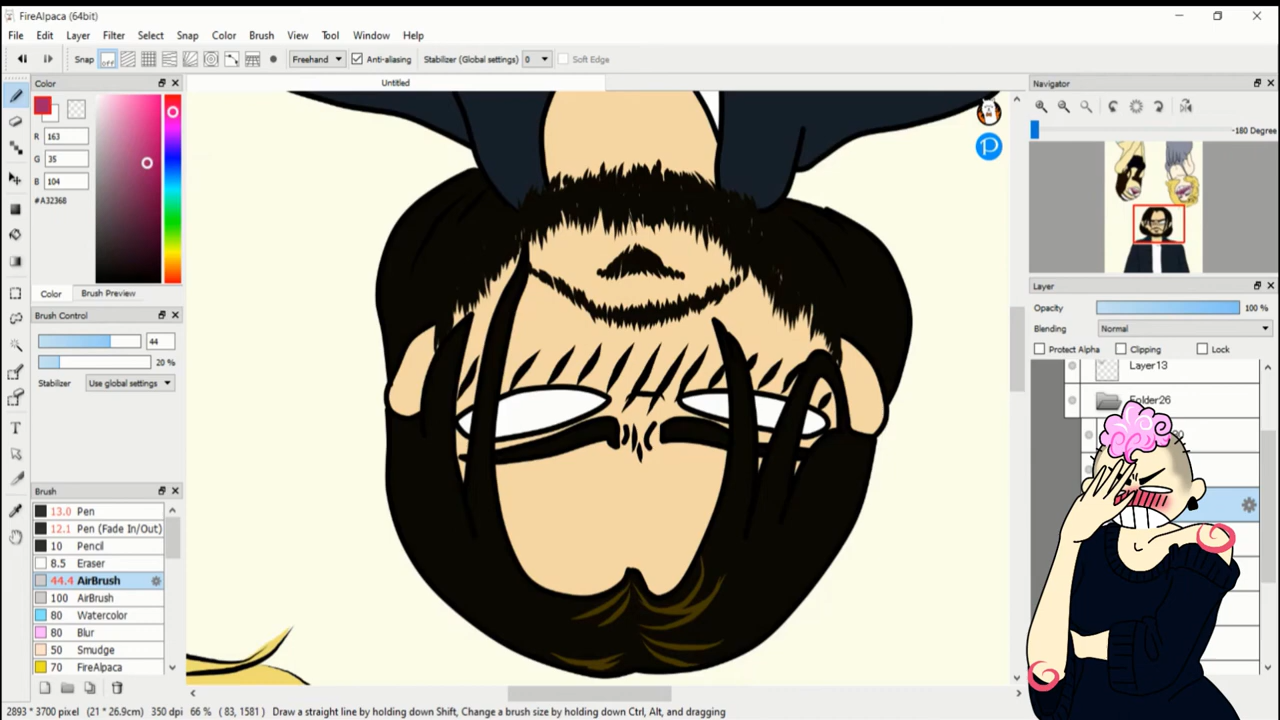 FireAlpaca (64bit)
File Edit Layer Filter Select Snap Color Brush View Tool Window Help
Snap off Freehand Anti-aliasing Stabilizer (Global settings) 0 Soft Edge
Color
Untitled
Navigator
R 163
G 35
B 104
#A32368
-180 Degree
P
Color Brush Preview
Brush Control
44
20 %
Stabilizer Use global settings
Layer
Opacity 100 %
Blending Normal
Protect Alpha Clipping Lock
Layer13
Folder26
Brush
13.0 Pen
12.1 Pen (Fade In/Out)
10 Pencil
8.5 Eraser
44.4 AirBrush
100 AirBrush
80 Watercolor
80 Blur
50 Smudge
70 FireAlpaca
2893 * 3700 pixel (21 * 26.9cm) 350 dpi 66 % ( 83, 1581) Draw a straight line by holding down Shift, Change a brush size by holding down Ctrl, Alt, and dragging